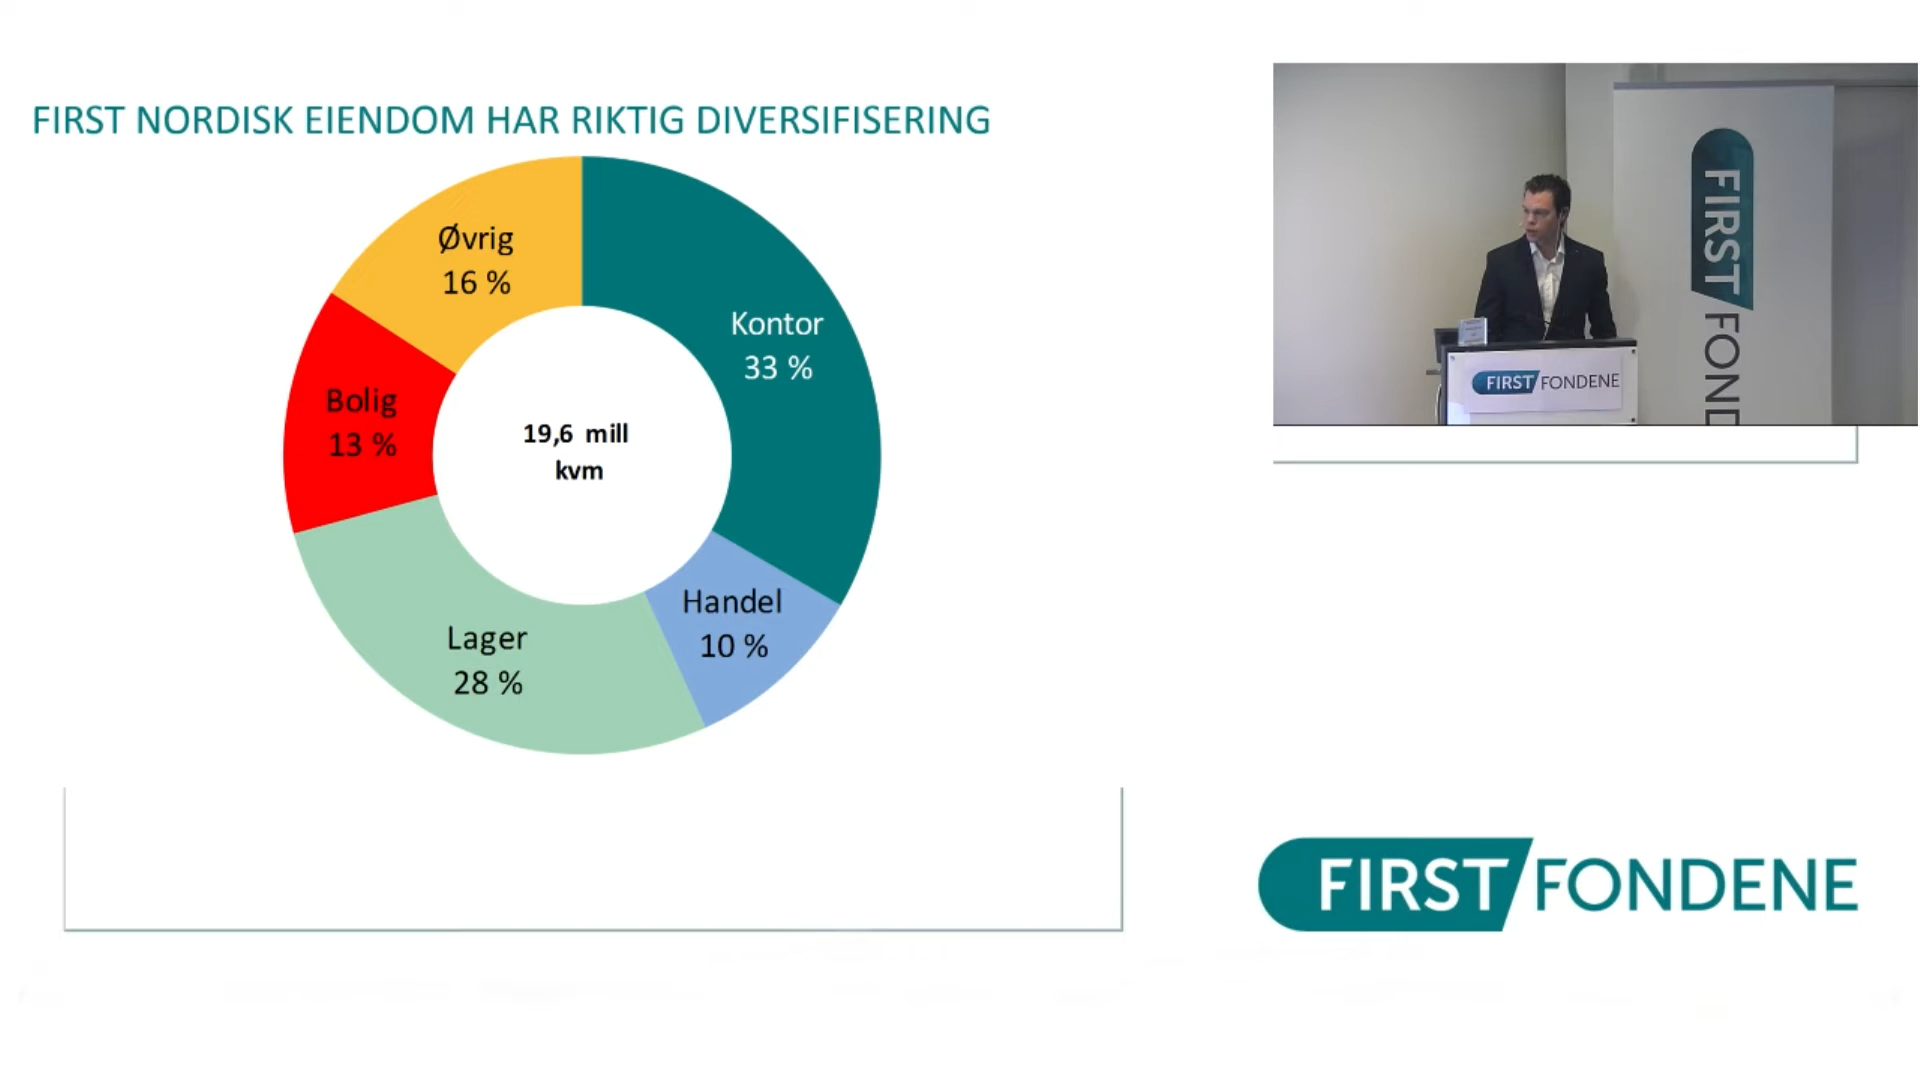 FIRST NORDISK EIENDOM HAR RIKTIG DIVERSIFISERING
Øvrig
16 %
Kontor
33 %
Bolig
13 %
19,6 mill
kvm
Handel
10 %
Lager
28 %
FIRST FOND
FIRST FONDENE
FIRST FONDENE